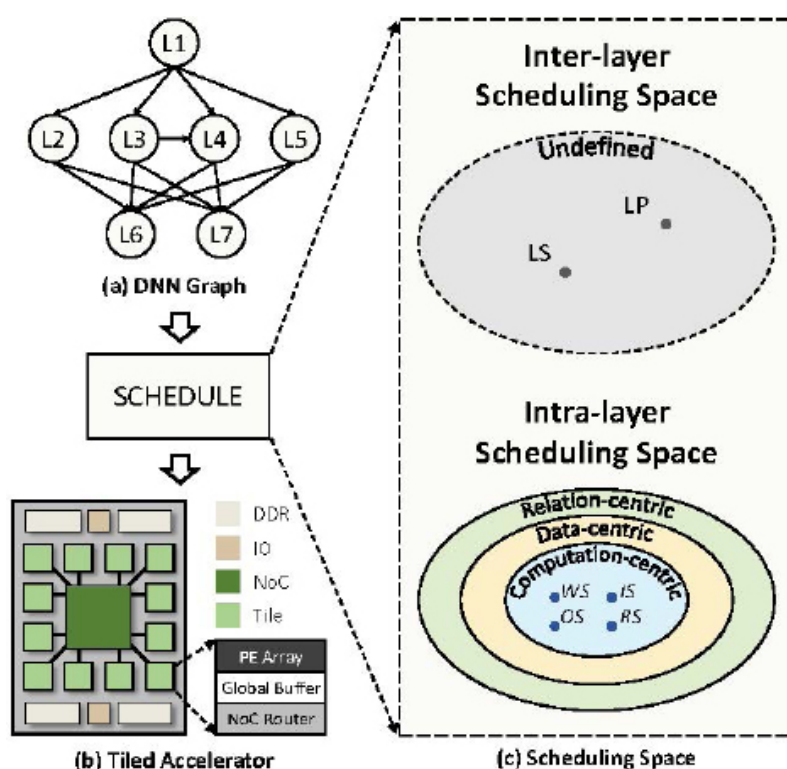 L1
L2
L3
L4
L5
L6
L7
(a) DNN Graph
SCHEDULE
DDR
IO
NoC
Tile
PE Array
Global Buffer
NoC Router
(b) Tiled Accelerator
Inter-layer
Scheduling Space
Undefined
LP
LS
Intra-layer
Scheduling Space
Relation-centric
Data-centric
Computation-centric
WS IS
OS RS
(c) Scheduling Space